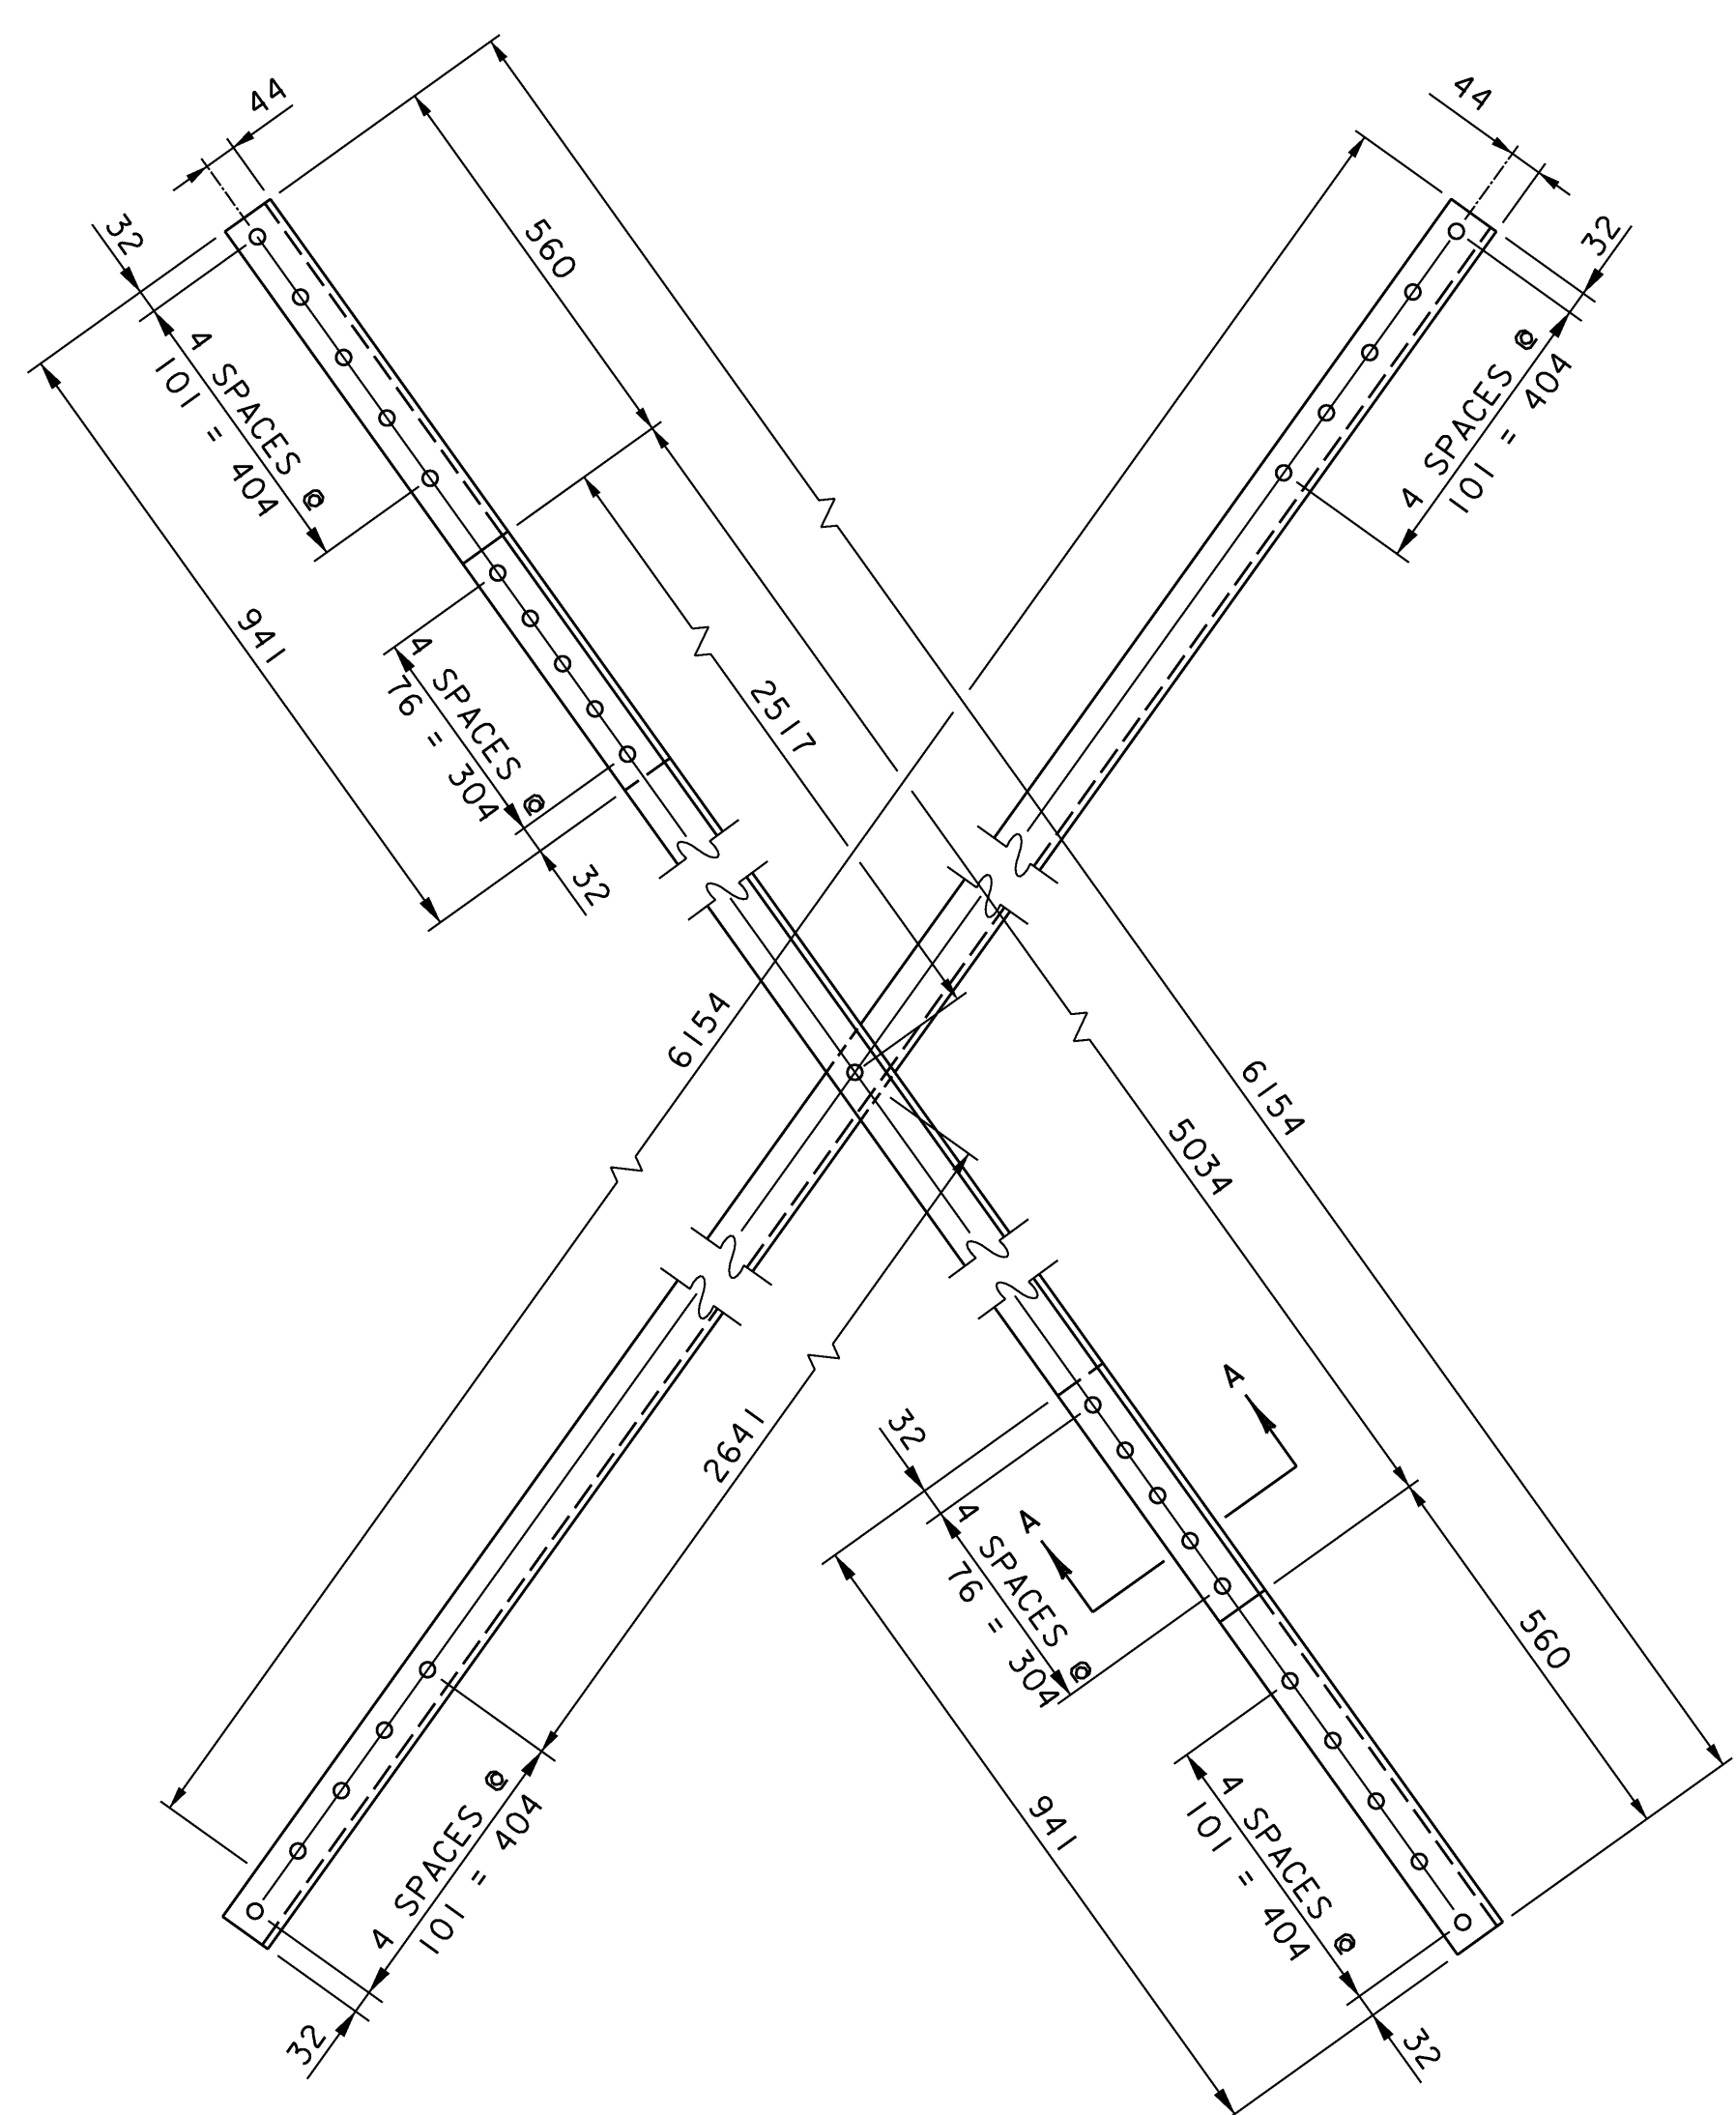 44
44
32
32
560
4 SPACES @
101 = 404
4 SPACES @
101 = 404
941
4 SPACES @
76 = 304
2517
32
6154
6154
5034
A
2641
32
A
4 SPACES @
76 = 304
560
4 SPACES @
101 = 404
941
4 SPACES @
101 = 404
32
32